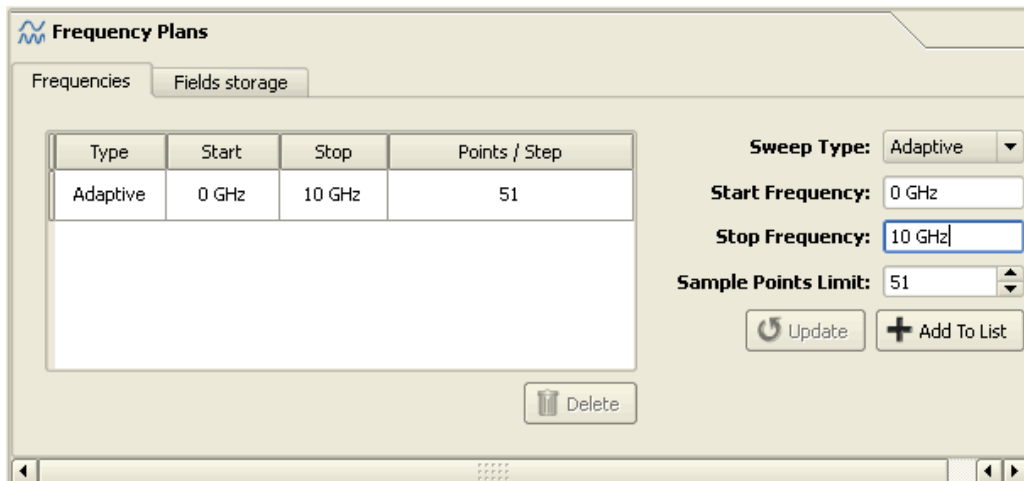 Frequency Plans
Frequencies Fields storage
Type Start Stop Points / Step
Adaptive 0 GHz 10 GHz 51
Sweep Type: Adaptive
Start Frequency: 0 GHz
Stop Frequency: 10 GHz
Sample Points Limit: 51
Update Add To List
Delete